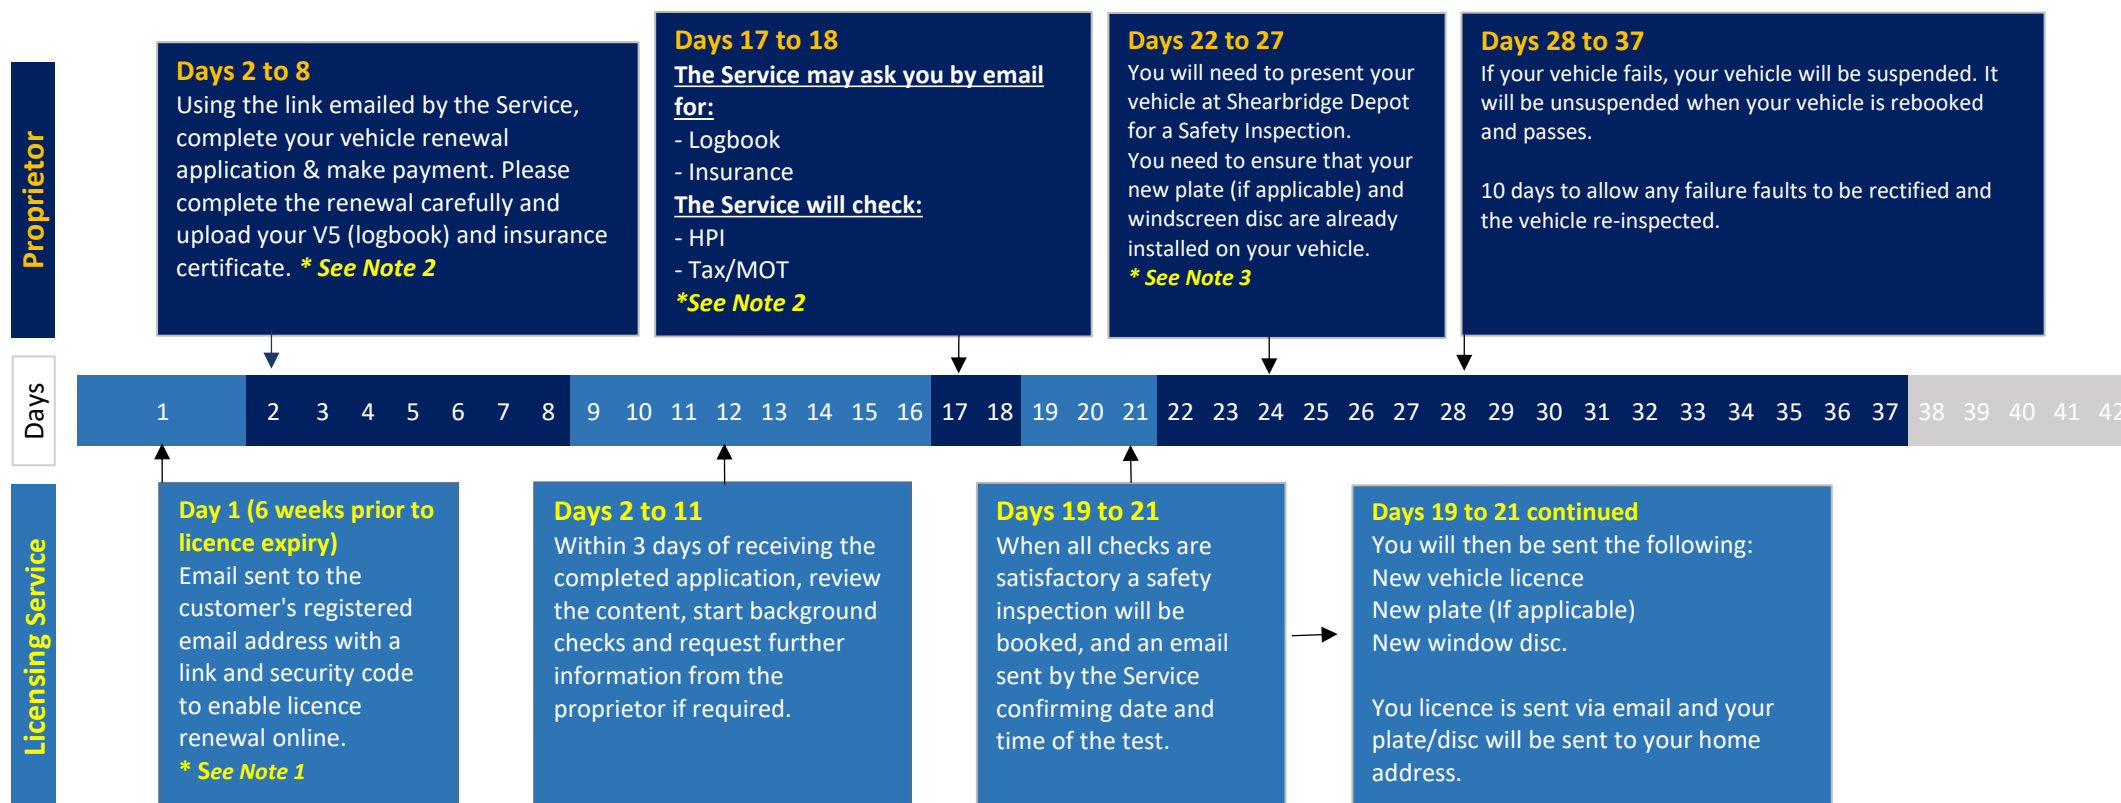 Proprietor
Days 2 to 8
Using the link emailed by the Service,
complete your vehicle renewal
application & make payment. Please
complete the renewal carefully and
upload your V5 (logbook) and insurance
certificate. * See Note 2
Days 17 to 18
The Service may ask you by email
for:
- Logbook
- Insurance
The Service will check:
- HPI
- Tax/MOT
*See Note 2
Days 22 to 27
You will need to present your
vehicle at Shearbridge Depot
for a Safety Inspection.
You need to ensure that your
new plate (if applicable) and
windscreen disc are already
installed on your vehicle.
* See Note 3
Days 28 to 37
If your vehicle fails, your vehicle will be suspended. It
will be unsuspended when your vehicle is rebooked
and passes.
10 days to allow any failure faults to be rectified and
the vehicle re-inspected.
Days
1 2 3 4 5 6 7 8 9 10 11 12 13 14 15 16 17 18 19 20 21 22 23 24 25 26 27 28 29 30 31 32 33 34 35 36 37 38 39 40 41 42
Licensing Service
Day 1 (6 weeks prior to
licence expiry)
Email sent to the
customer's registered
email address with a
link and security code
to enable licence
renewal online.
* See Note 1
Days 2 to 11
Within 3 days of receiving the
completed application, review
the content, start background
checks and request further
information from the
proprietor if required.
Days 19 to 21
When all checks are
satisfactory a safety
inspection will be
booked, and an email
sent by the Service
confirming date and
time of the test.
Days 19 to 21 continued
You will then be sent the following:
New vehicle licence
New plate (If applicable)
New window disc.
You licence is sent via email and your
plate/disc will be sent to your home
address.